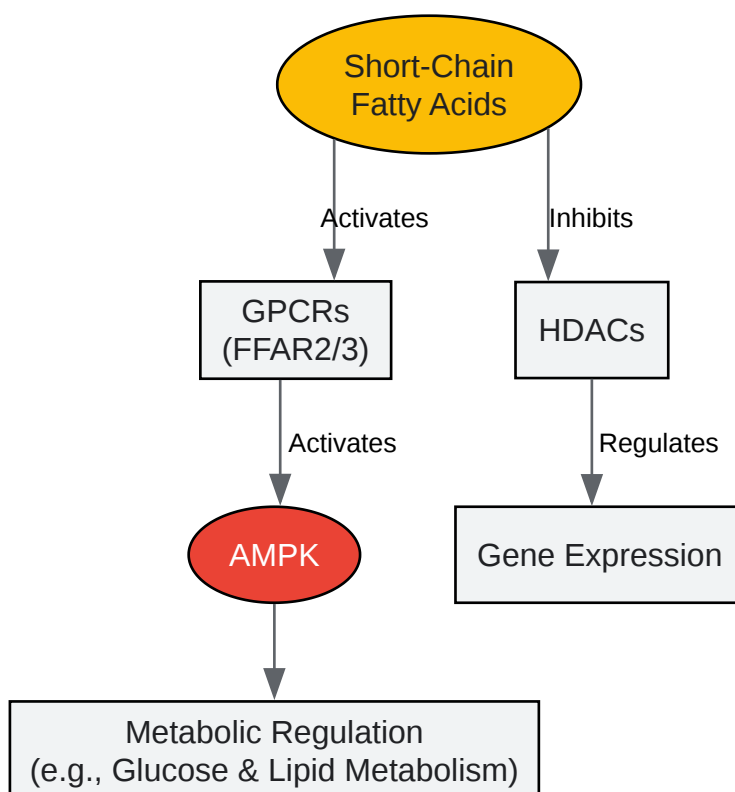 Short-Chain
Fatty Acids
Activates
Inhibits
GPCRs
(FFAR2/3)
HDACs
Activates
Regulates
AMPK
Gene Expression
Metabolic Regulation
(e.g., Glucose & Lipid Metabolism)